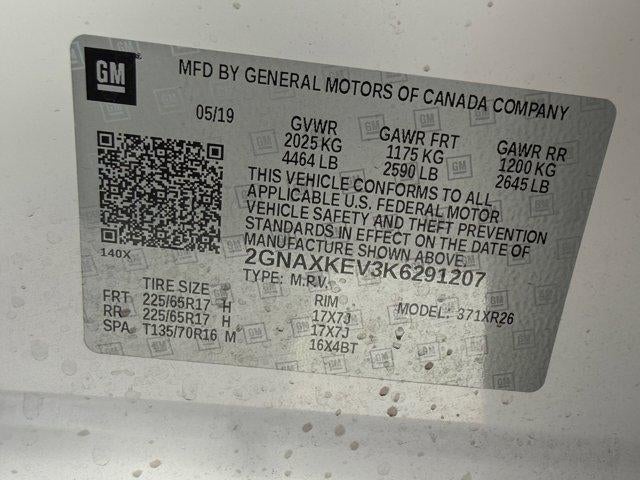 GM
MFD BY GENERAL MOTORS OF CANADA COMPANY
05/19
GVWR GAWR FRT GAWR RR
2025 KG 1175 KG 1200 KG
4464 LB 2590 LB 2645 LB
THIS VEHICLE CONFORMS TO ALL
APPLICABLE U.S. FEDERAL MOTOR
VEHICLE SAFETY AND THEFT PREVENTION
STANDARDS IN EFFECT ON THE DATE OF
MANUFACTURE SHOWN ABOVE.
140X
2GNAXKEV3K6291207
TYPE: M.P.V.
TIRE SIZE RIM MODEL: 371XR26
FRT 225/65R17 H 17X7J
RR 225/65R17 H 17X7J
SPA T135/70R16 M 16X4BT